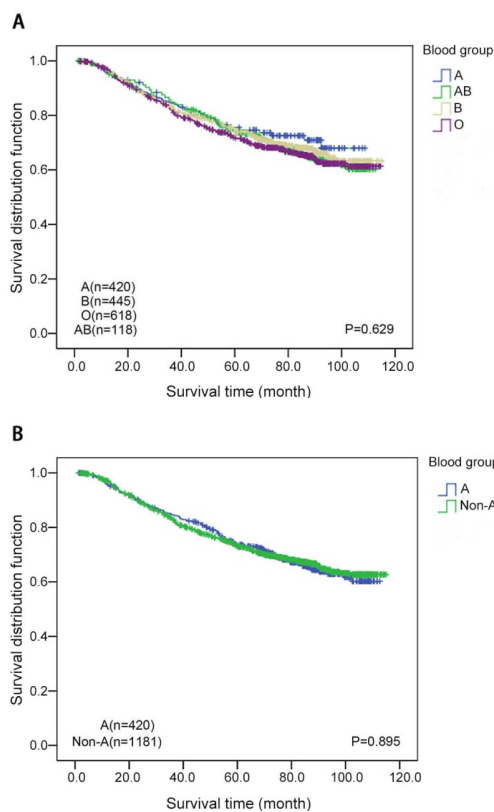 A
Blood group
A
AB
B
O
Survival distribution function
1.0
0.8
0.6
0.4
0.2
0.0
A(n=420)
B(n=445)
O(n=618)
AB(n=118)
P=0.629
0.0 20.0 40.0 60.0 80.0 100.0 120.0
Survival time (month)
B
Blood group
A
Non-A
Survival distribution function
1.0
0.8
0.6
0.4
0.2
0.0
A(n=420)
Non-A(n=1181)
P=0.895
0.0 20.0 40.0 60.0 80.0 100.0 120.0
Survival time (month)